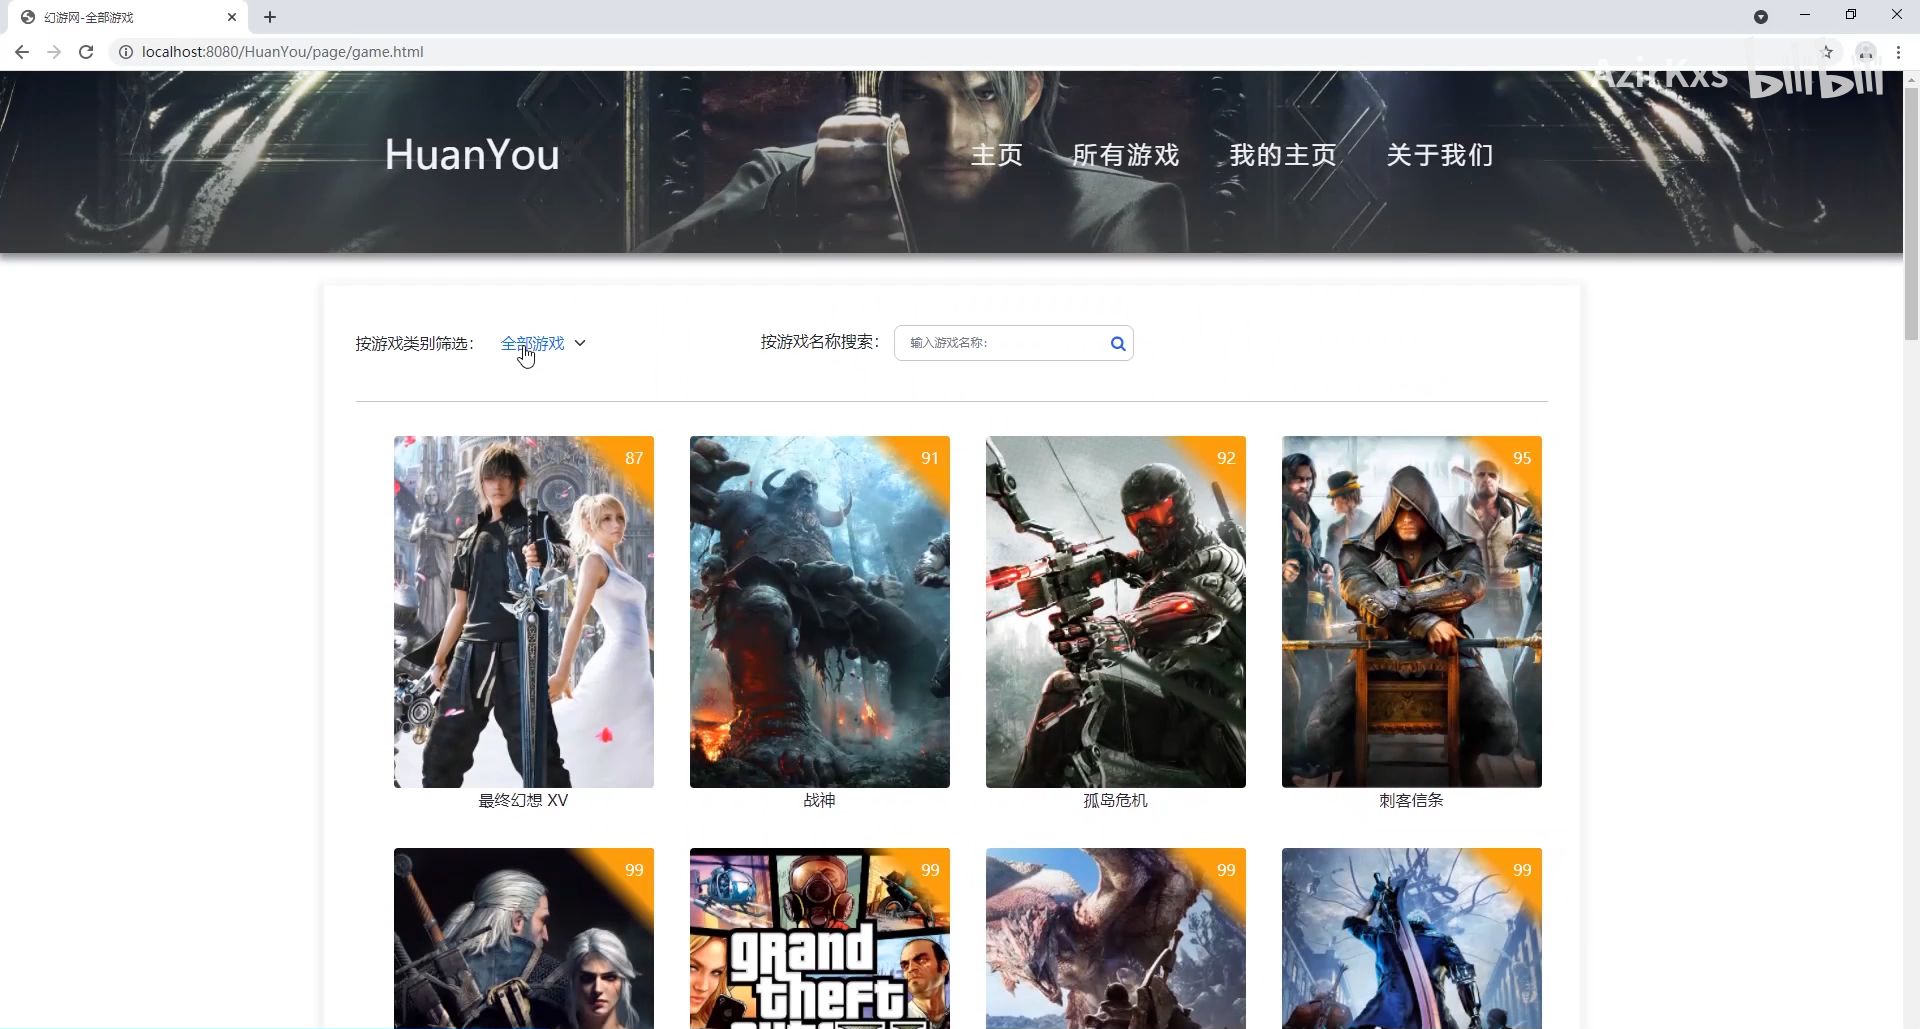 幻游网-全部游戏
localhost:8080/HuanYou/page/game.html
AzirKxs bilibili
HuanYou 主页 所有游戏 我的主页 关于我们
按游戏类别筛选： 全部游戏 按游戏名称搜索： 输入游戏名称：
87 91 92 95
最终幻想 XV 战神 孤岛危机 刺客信条
99 99 99 99
grand
theft